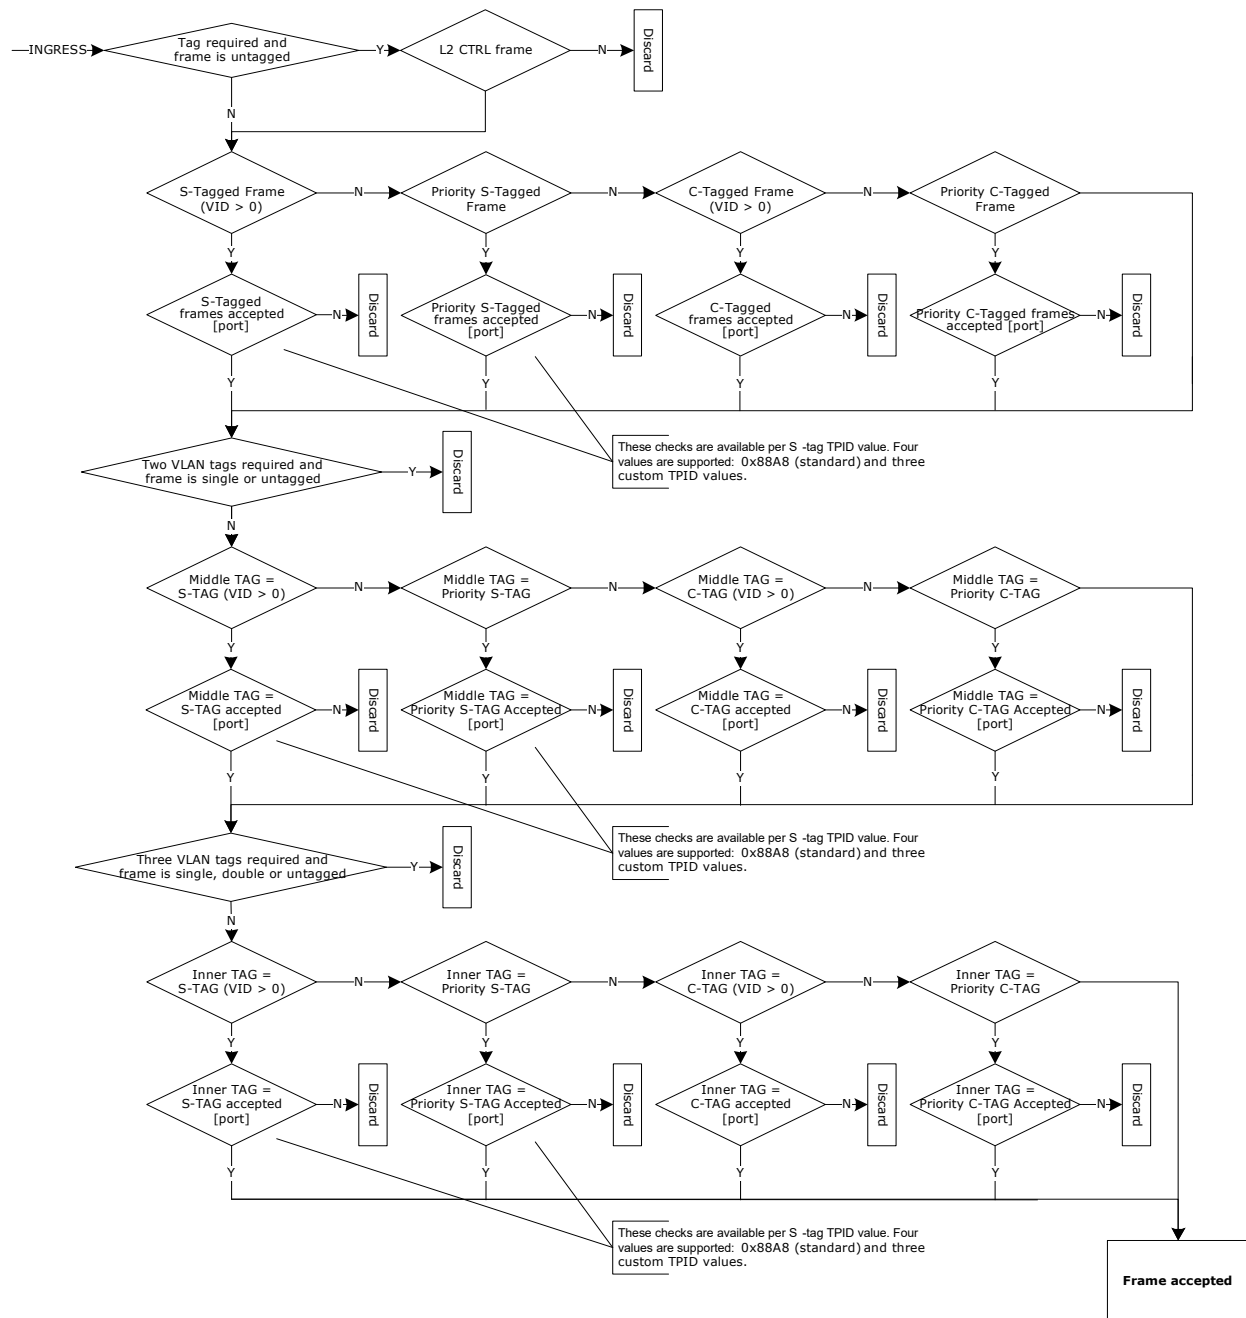 INGRESS
Tag required and
frame is untagged
Y
L2 CTRL frame
N
Discard
N
S-Tagged Frame
(VID > 0)
N
Priority S-Tagged
Frame
N
C-Tagged Frame
(VID > 0)
N
Priority C-Tagged
Frame
Y
Y
Y
Y
S-Tagged
frames accepted
[port]
N
Discard
Priority S-Tagged
frames accepted
[port]
N
Discard
C-Tagged
frames accepted
[port]
N
Discard
Priority C-Tagged frames
accepted [port]
N
Discard
Y
Y
Y
Y
These checks are available per S -tag TPID value. Four
values are supported: 0x88A8 (standard) and three
custom TPID values.
Two VLAN tags required and
frame is single or untagged
Y
Discard
N
Middle TAG =
S-TAG (VID > 0)
N
Middle TAG =
Priority S-TAG
N
Middle TAG =
C-TAG (VID > 0)
N
Middle TAG =
Priority C-TAG
Y
Y
Y
Y
Middle TAG =
S-TAG accepted
[port]
N
Discard
Middle TAG =
Priority S-TAG Accepted
[port]
N
Discard
Middle TAG =
C-TAG accepted
[port]
N
Discard
Middle TAG =
Priority C-TAG Accepted
[port]
N
Discard
Y
Y
Y
Y
These checks are available per S -tag TPID value. Four
values are supported: 0x88A8 (standard) and three
custom TPID values.
Three VLAN tags required and
frame is single, double or untagged
Y
Discard
N
Inner TAG =
S-TAG (VID > 0)
N
Inner TAG =
Priority S-TAG
N
Inner TAG =
C-TAG (VID > 0)
N
Inner TAG =
Priority C-TAG
Y
Y
Y
Y
Inner TAG =
S-TAG accepted
[port]
N
Discard
Inner TAG =
Priority S-TAG Accepted
[port]
N
Discard
Inner TAG =
C-TAG accepted
[port]
N
Discard
Inner TAG =
Priority C-TAG Accepted
[port]
N
Discard
Y
Y
Y
Y
These checks are available per S -tag TPID value. Four
values are supported: 0x88A8 (standard) and three
custom TPID values.
Frame accepted